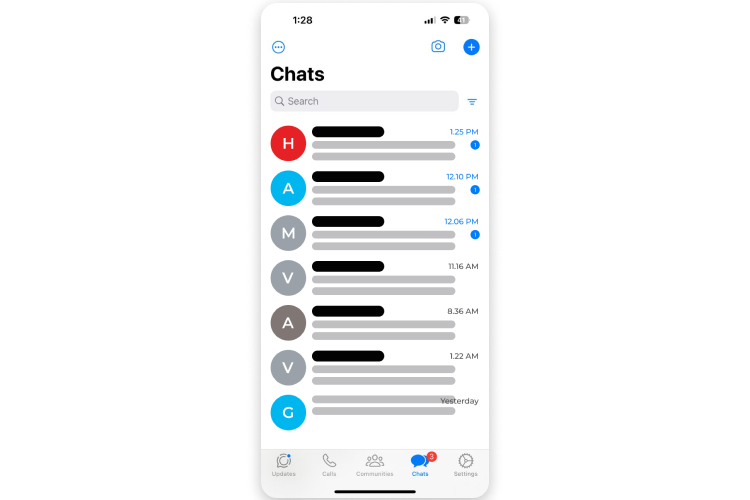 1:28
41
Chats
Search
H
1.25 PM
1
A
12.10 PM
1
M
12.06 PM
1
V
11.16 AM
A
8.36 AM
V
1.22 AM
G
Yesterday
3
Updates Calls Communities Chats Settings